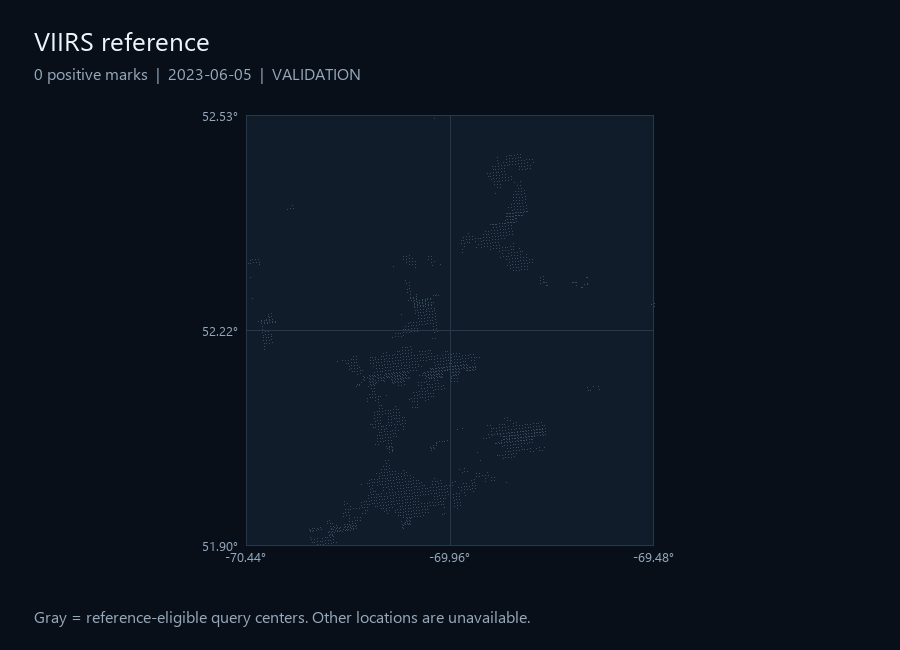 VIIRS reference
0 positive marks | 2023-06-05 | VALIDATION
52.53°
52.22°
51.90°
-70.44°
-69.96°
-69.48°
Gray = reference-eligible query centers. Other locations are unavailable.